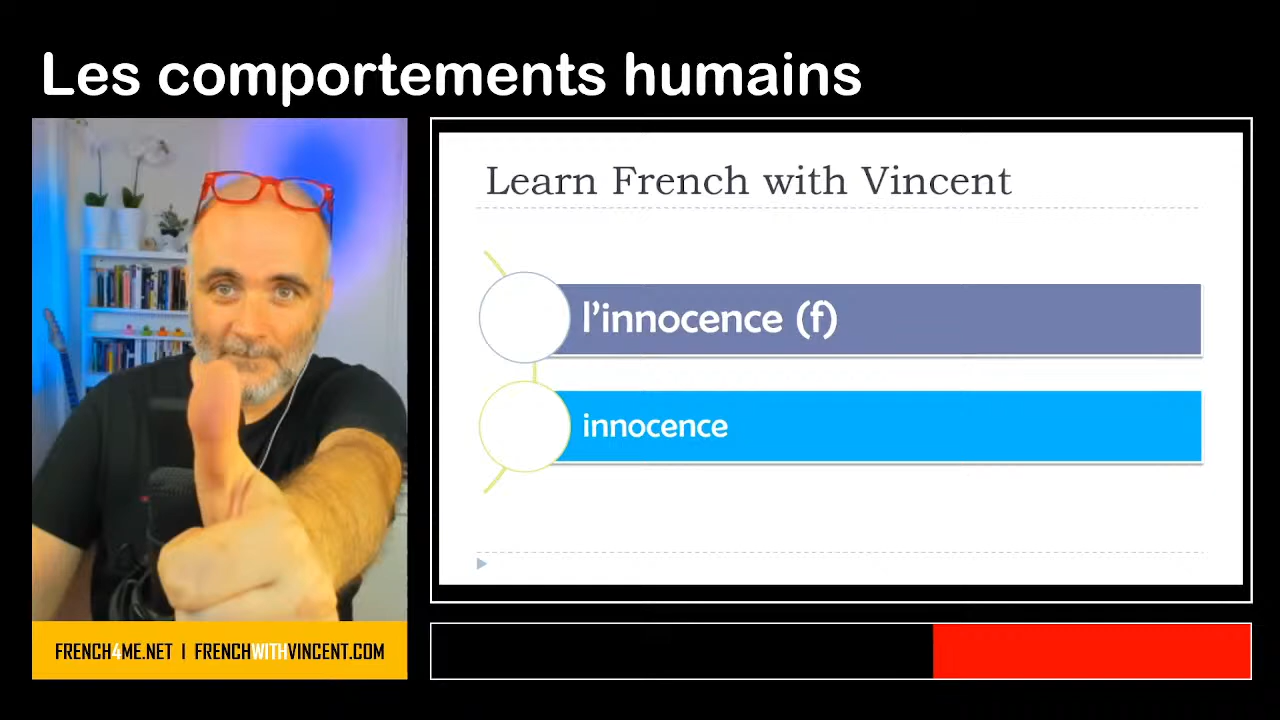 Les comportements humains
Learn French with Vincent
l'innocence (f)
innocence
FRENCH4ME.NET | FRENCHWITHVINCENT.COM